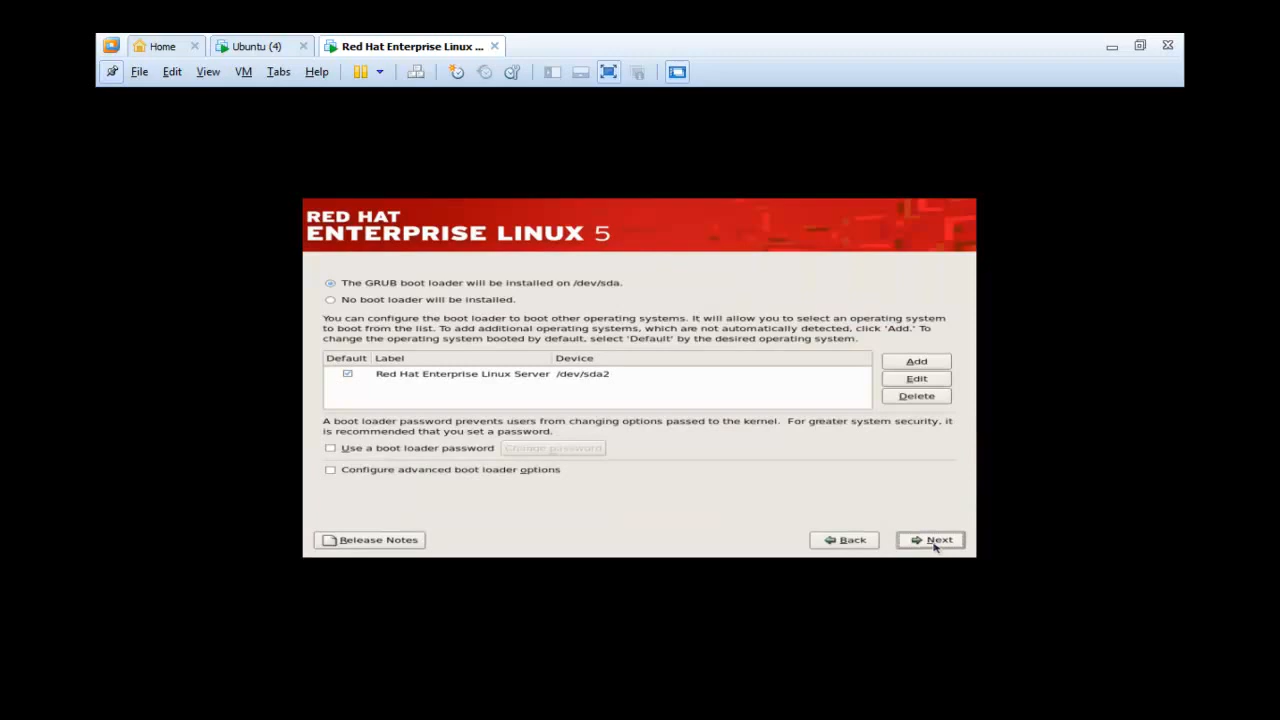 Home Ubuntu (4) Red Hat Enterprise Linux ...
File Edit View VM Tabs Help
RED HAT
ENTERPRISE LINUX 5
The GRUB boot loader will be installed on /dev/sda.
No boot loader will be installed.
You can configure the boot loader to boot other operating systems. It will allow you to select an operating system
to boot from the list. To add additional operating systems, which are not automatically detected, click 'Add.' To
change the operating system booted by default, select 'Default' by the desired operating system.
Default Label Device
Add
Red Hat Enterprise Linux Server /dev/sda2
Edit
Delete
A boot loader password prevents users from changing options passed to the kernel. For greater system security, it
is recommended that you set a password.
Use a boot loader password Change password
Configure advanced boot loader options
Release Notes Back Next